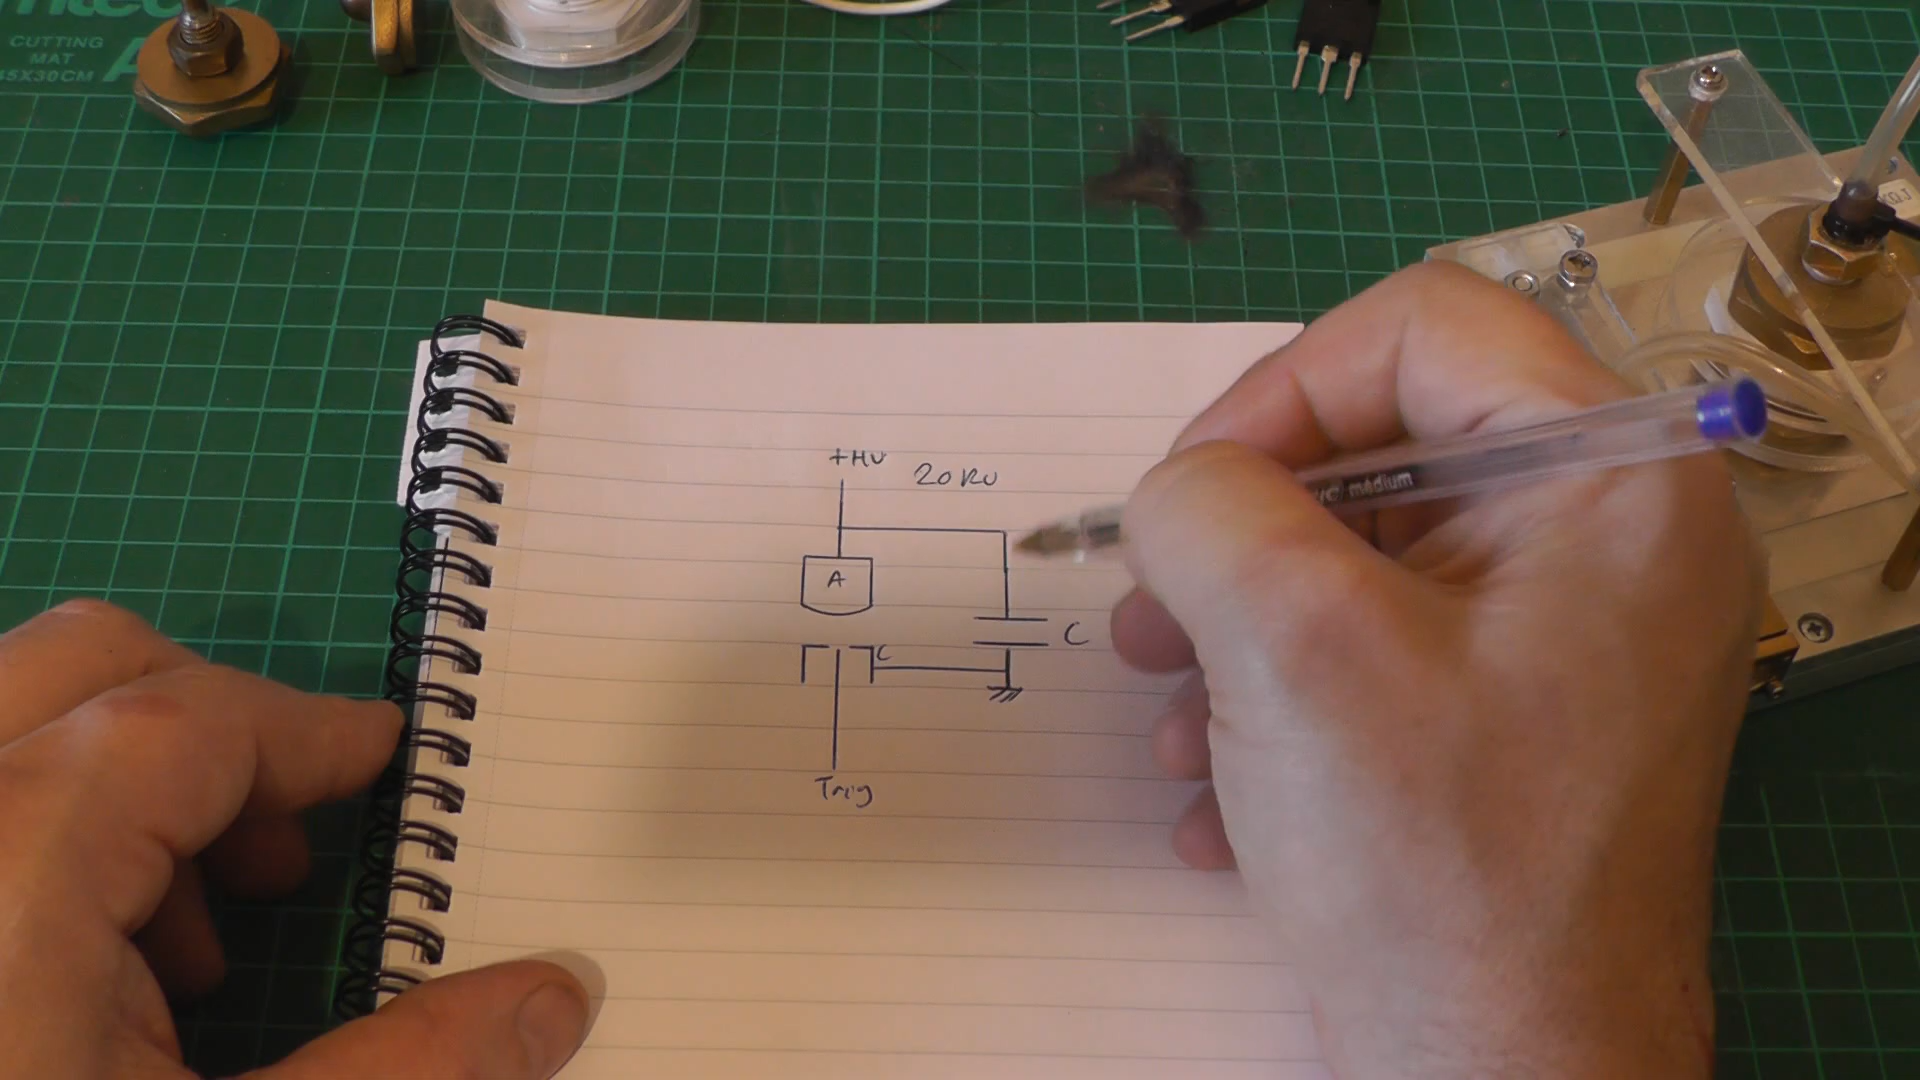 CUTTING
MAT
45X30CM
+HV
20KV
A
C
C
Trig
medium